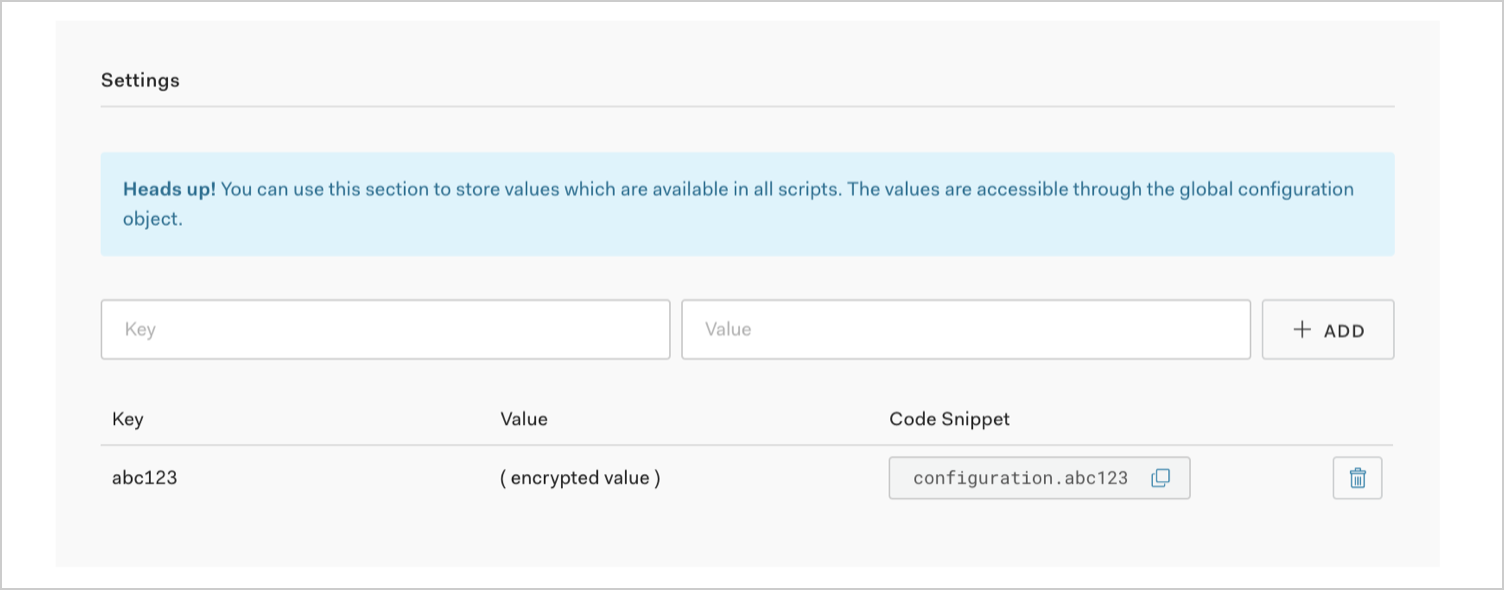 Settings
Heads up! You can use this section to store values which are available in all scripts. The values are accessible through the global configuration
object.
Key Value + ADD
Key Value Code Snippet
abc123 ( encrypted value ) configuration.abc123